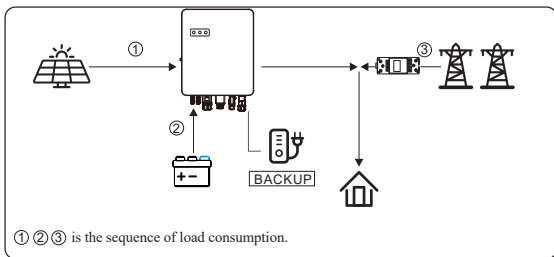 ①
③
②
+ -
BACKUP
① ② ③ is the sequence of load consumption.